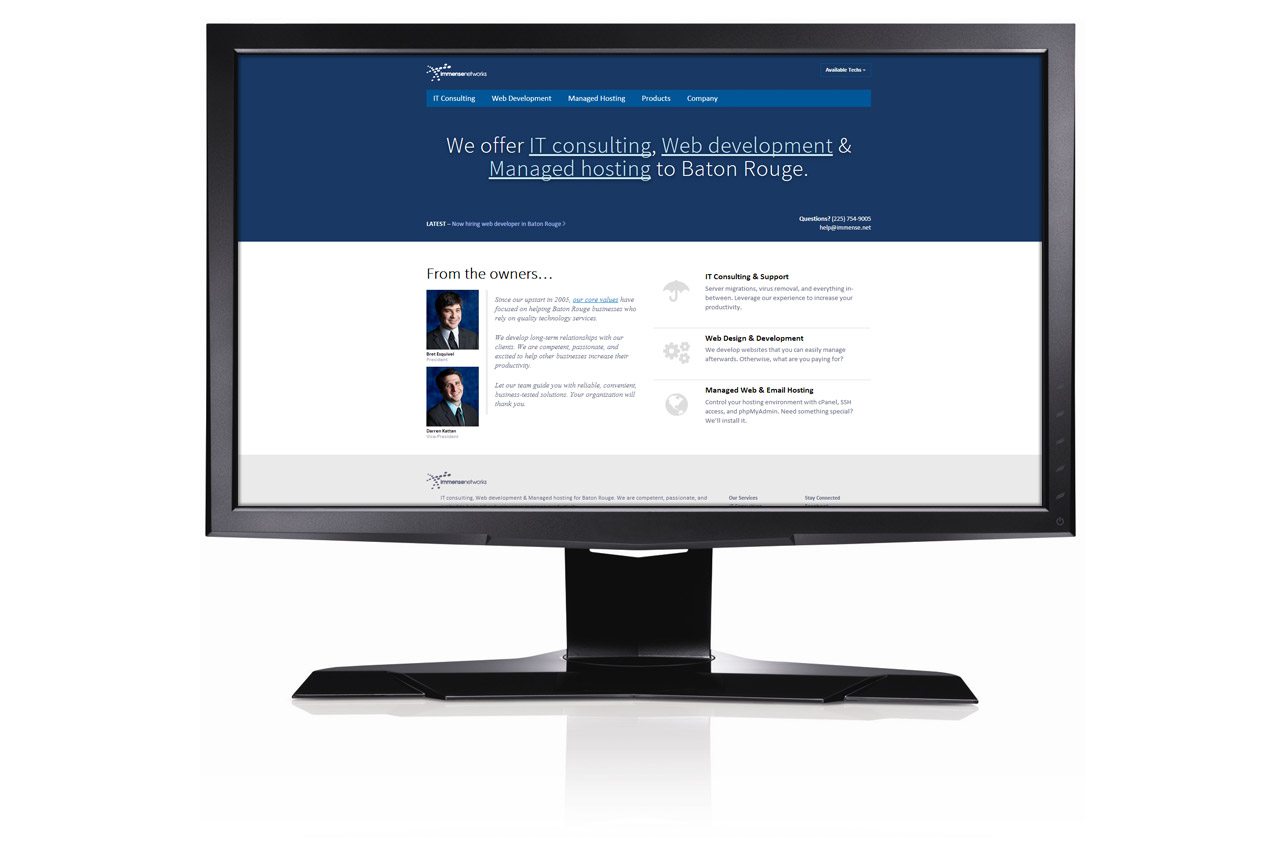 immensenetworks
Available Techs
IT Consulting Web Development Managed Hosting Products Company
We offer IT consulting, Web development &
Managed hosting to Baton Rouge.
LATEST – Now hiring web developer in Baton Rouge
Questions? (225) 754-9005
help@immense.net
From the owners…
Bret Esquivel
President
Darren Kattan
Vice-President
Since our upstart in 2005, our core values have
focused on helping Baton Rouge businesses who
rely on quality technology services.
We develop long-term relationships with our
clients. We are competent, passionate, and
excited to help other businesses increase their
productivity.
Let our team guide you with reliable, convenient,
business-tested solutions. Your organization will
thank you.
IT Consulting & Support
Server migrations, virus removal, and everything in-
between. Leverage our experience to increase your
productivity.
Web Design & Development
We develop websites that you can easily manage
afterwards. Otherwise, what are you paying for?
Managed Web & Email Hosting
Control your hosting environment with cPanel, SSH
access, and phpMyAdmin. Need something special?
We'll install it.
immensenetworks
IT consulting, Web development & Managed hosting for Baton Rouge. We are competent, passionate, and
Our Services
Stay Connected